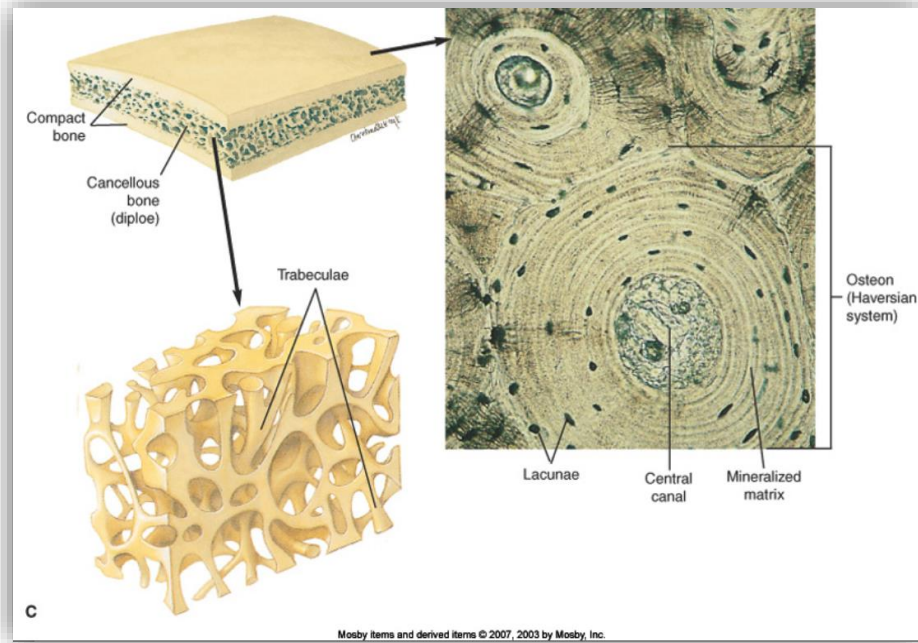 Compact
bone
Cancellous
bone
(diploe)
Trabeculae
Osteon
(Haversian
system)
Lacunae
Central
canal
Mineralized
matrix
C
Mosby items and derived items © 2007, 2003 by Mosby, Inc.